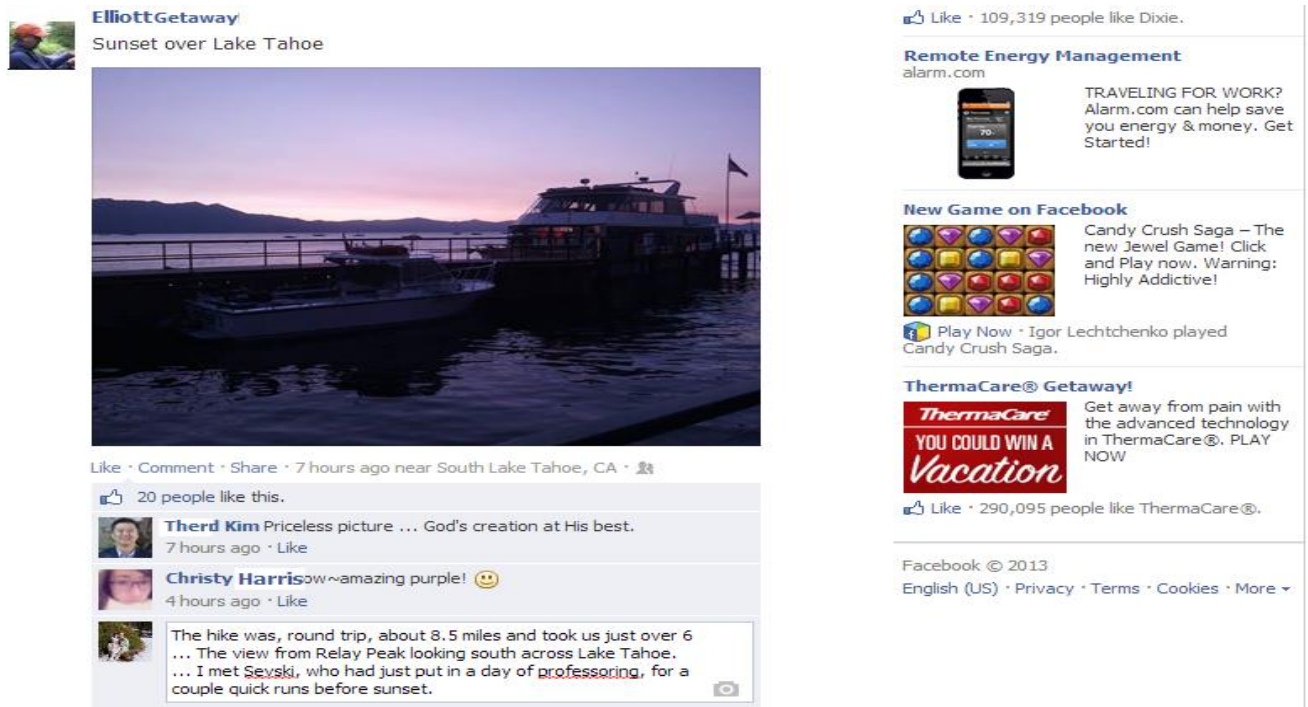 ElliottGetaway
Sunset over Lake Tahoe
Like · Comment · Share · 7 hours ago near South Lake Tahoe, CA ·
20 people like this.
Therd Kim Priceless picture ... God's creation at His best.
7 hours ago · Like
Christy Harris ow~amazing purple!
4 hours ago · Like
The hike was, round trip, about 8.5 miles and took us just over 6
... The view from Relay Peak looking south across Lake Tahoe.
... I met Sevski, who had just put in a day of professoring, for a
couple quick runs before sunset.
Like · 109,319 people like Dixie.
Remote Energy Management
alarm.com
70
TRAVELING FOR WORK?
Alarm.com can help save
you energy & money. Get
Started!
New Game on Facebook
Candy Crush Saga – The
new Jewel Game! Click
and Play now. Warning:
Highly Addictive!
Play Now · Igor Lechtchenko played
Candy Crush Saga.
ThermaCare® Getaway!
ThermaCare
YOU COULD WIN A
Vacation
Get away from pain with
the advanced technology
in ThermaCare®. PLAY
NOW
Like · 290,095 people like ThermaCare®.
Facebook © 2013
English (US) · Privacy · Terms · Cookies · More